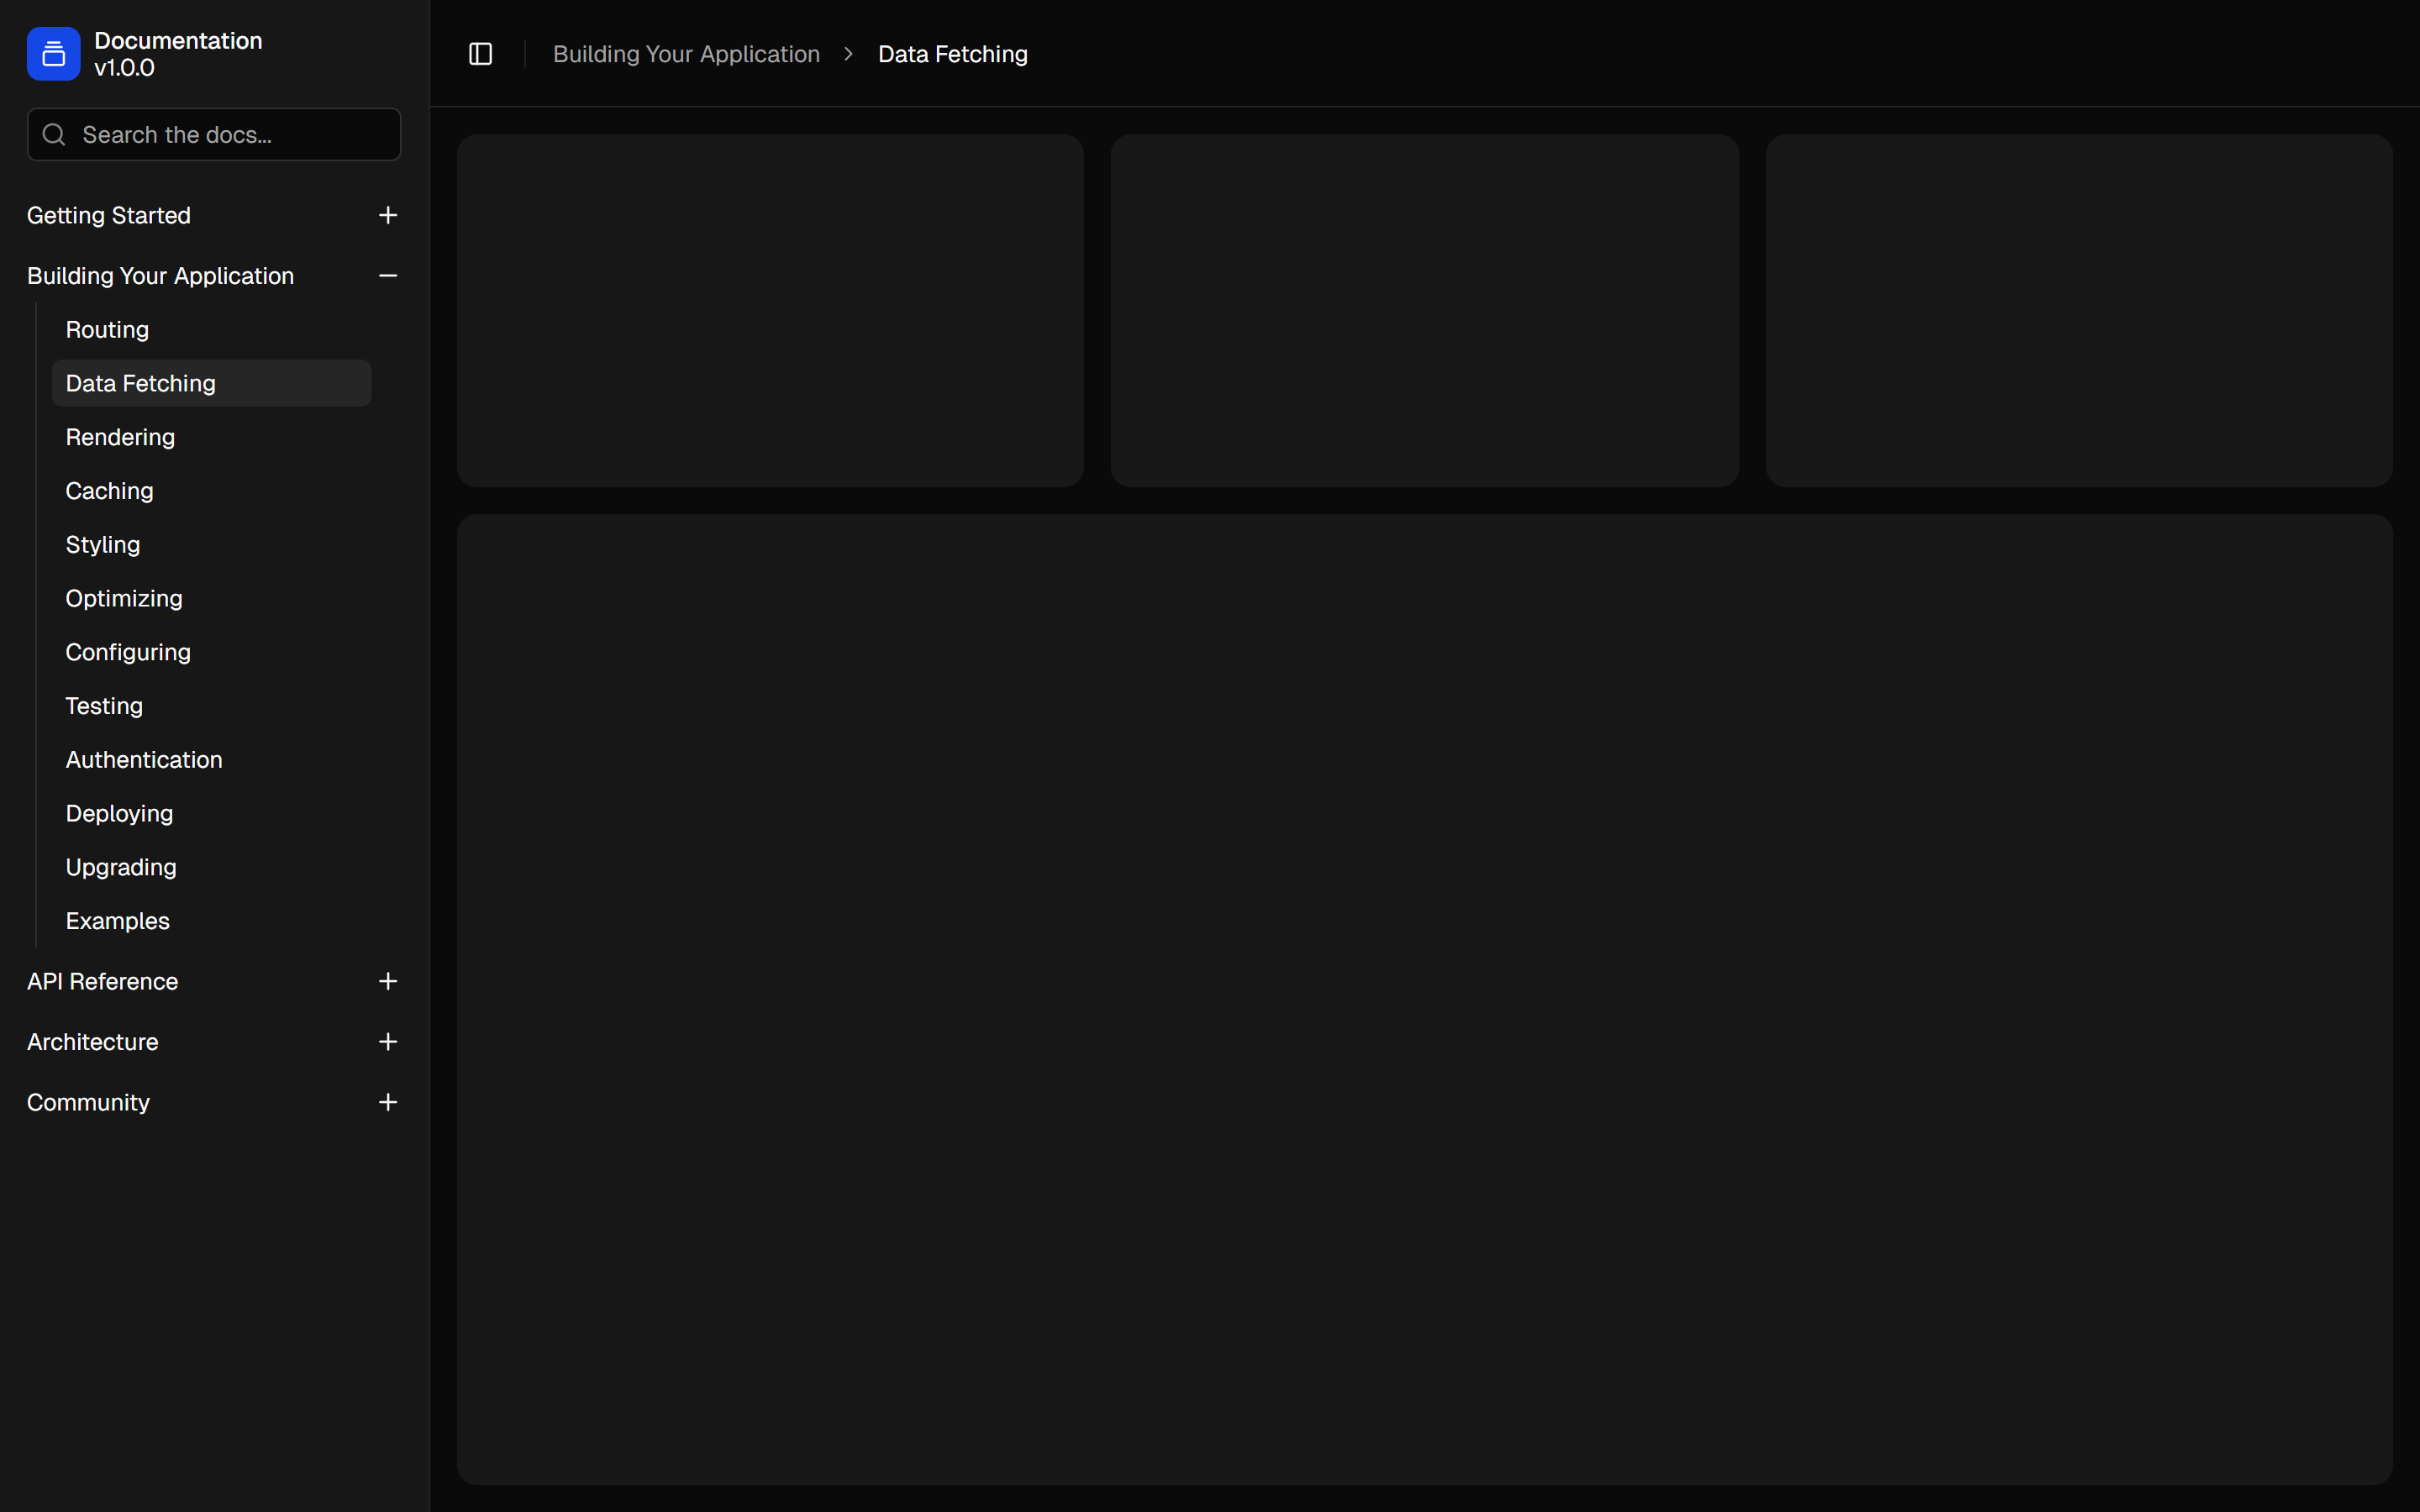 Documentation
v1.0.0
Search the docs...
Getting Started
Building Your Application
Routing
Data Fetching
Rendering
Caching
Styling
Optimizing
Configuring
Testing
Authentication
Deploying
Upgrading
Examples
API Reference
Architecture
Community
Building Your Application > Data Fetching